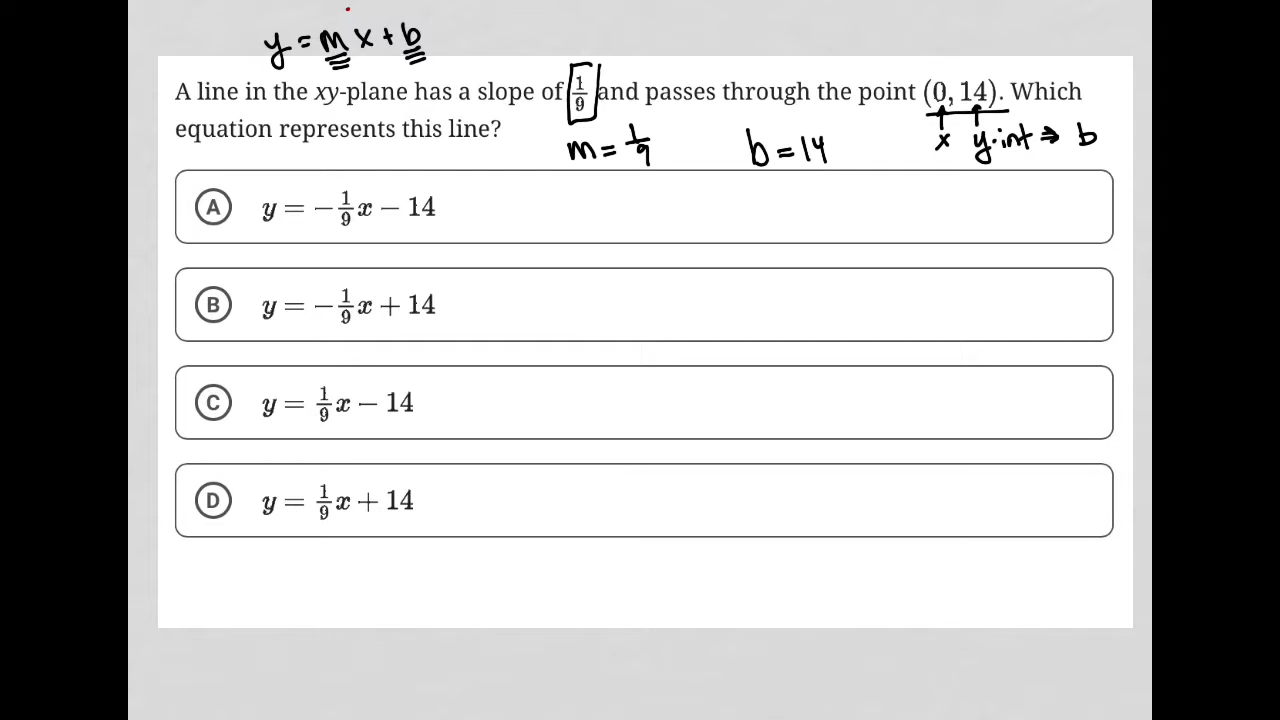 y = mx + b
A line in the xy-plane has a slope of 1/9 and passes through the point (0, 14). Which
equation represents this line?
m = 1/9 b = 14 x y-int ⇒ b
A y = −1/9x − 14
B y = −1/9x + 14
C y = 1/9x − 14
D y = 1/9x + 14